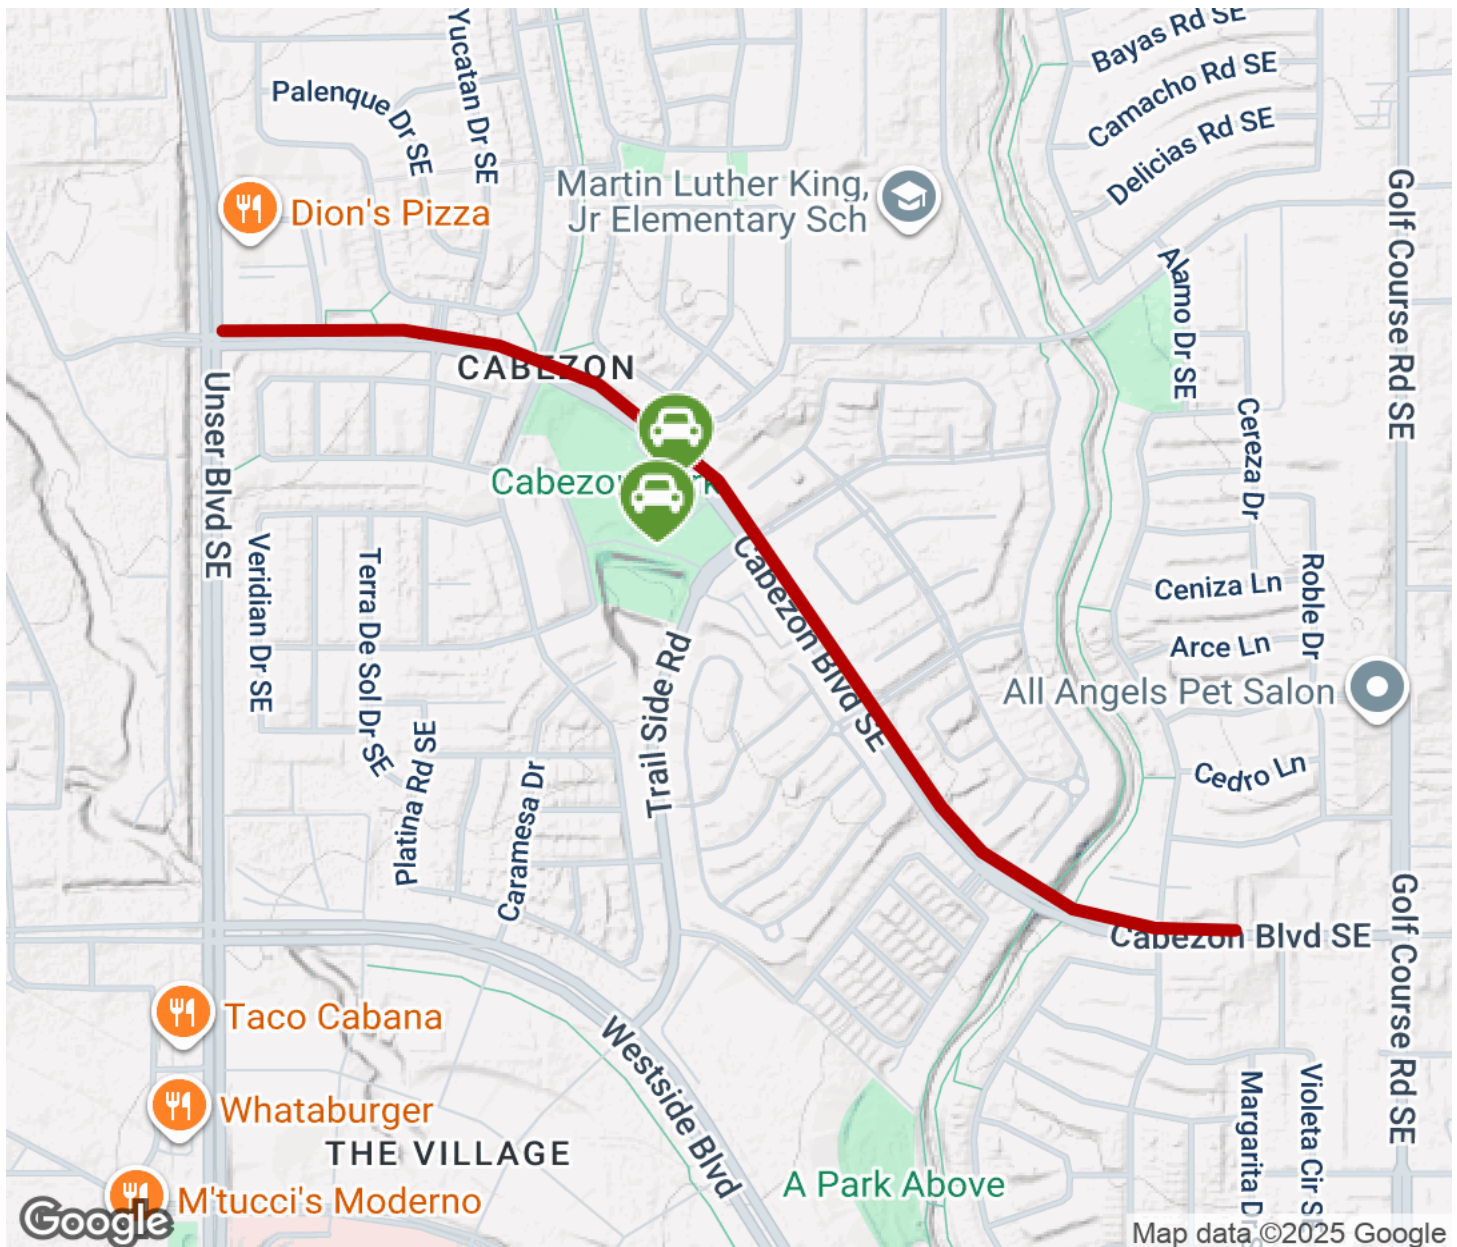 Bayas Rd SE
Yucatan Dr SE
Camacho Rd SE
Palenque Dr SE
Delicias Rd SE
Martin Luther King,
Jr Elementary Sch
Dion's Pizza
Golf Course Rd SE
Alamo Dr SE
CABEZON
Unser Blvd SE
Cereza Dr
Veridian Dr SE
Terra De Sol Dr SE
Cabezon Blvd SE
Ceniza Ln
Roble Dr
Arce Ln
Trail Side Rd
All Angels Pet Salon
Platina Rd SE
Caramesa Dr
Cedro Ln
Golf Course Rd SE
Cabezon Blvd SE
Taco Cabana
Westside Blvd
Whataburger
Margarita Dr
Violeta Cir SE
THE VILLAGE
A Park Above
M'tucci's Moderno
Google
Map data ©2025 Google